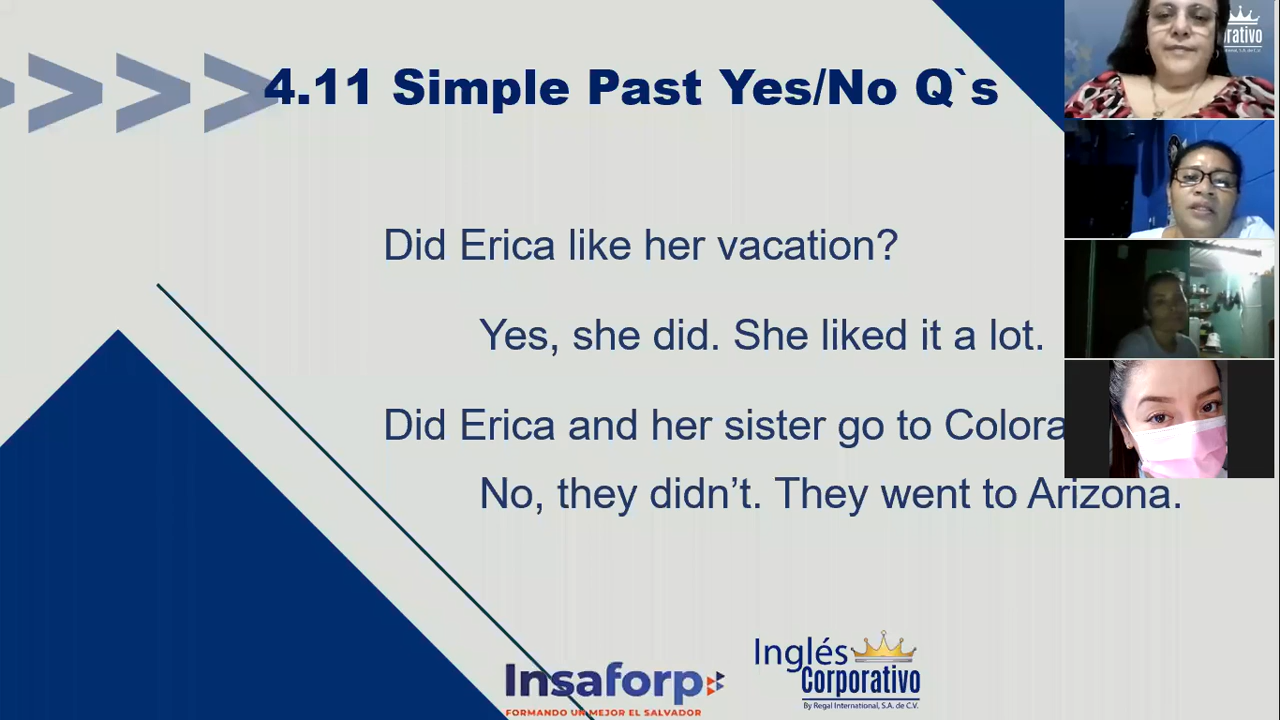 4.11 Simple Past Yes/No Q`s
Did Erica like her vacation?
Yes, she did. She liked it a lot.
Did Erica and her sister go to
No, they didn’t. They went to Arizona.
Insaforp
FORMANDO UN MEJOR EL SALVADOR
Inglés
Corporativo
By Regal International, S.A. de C.V.